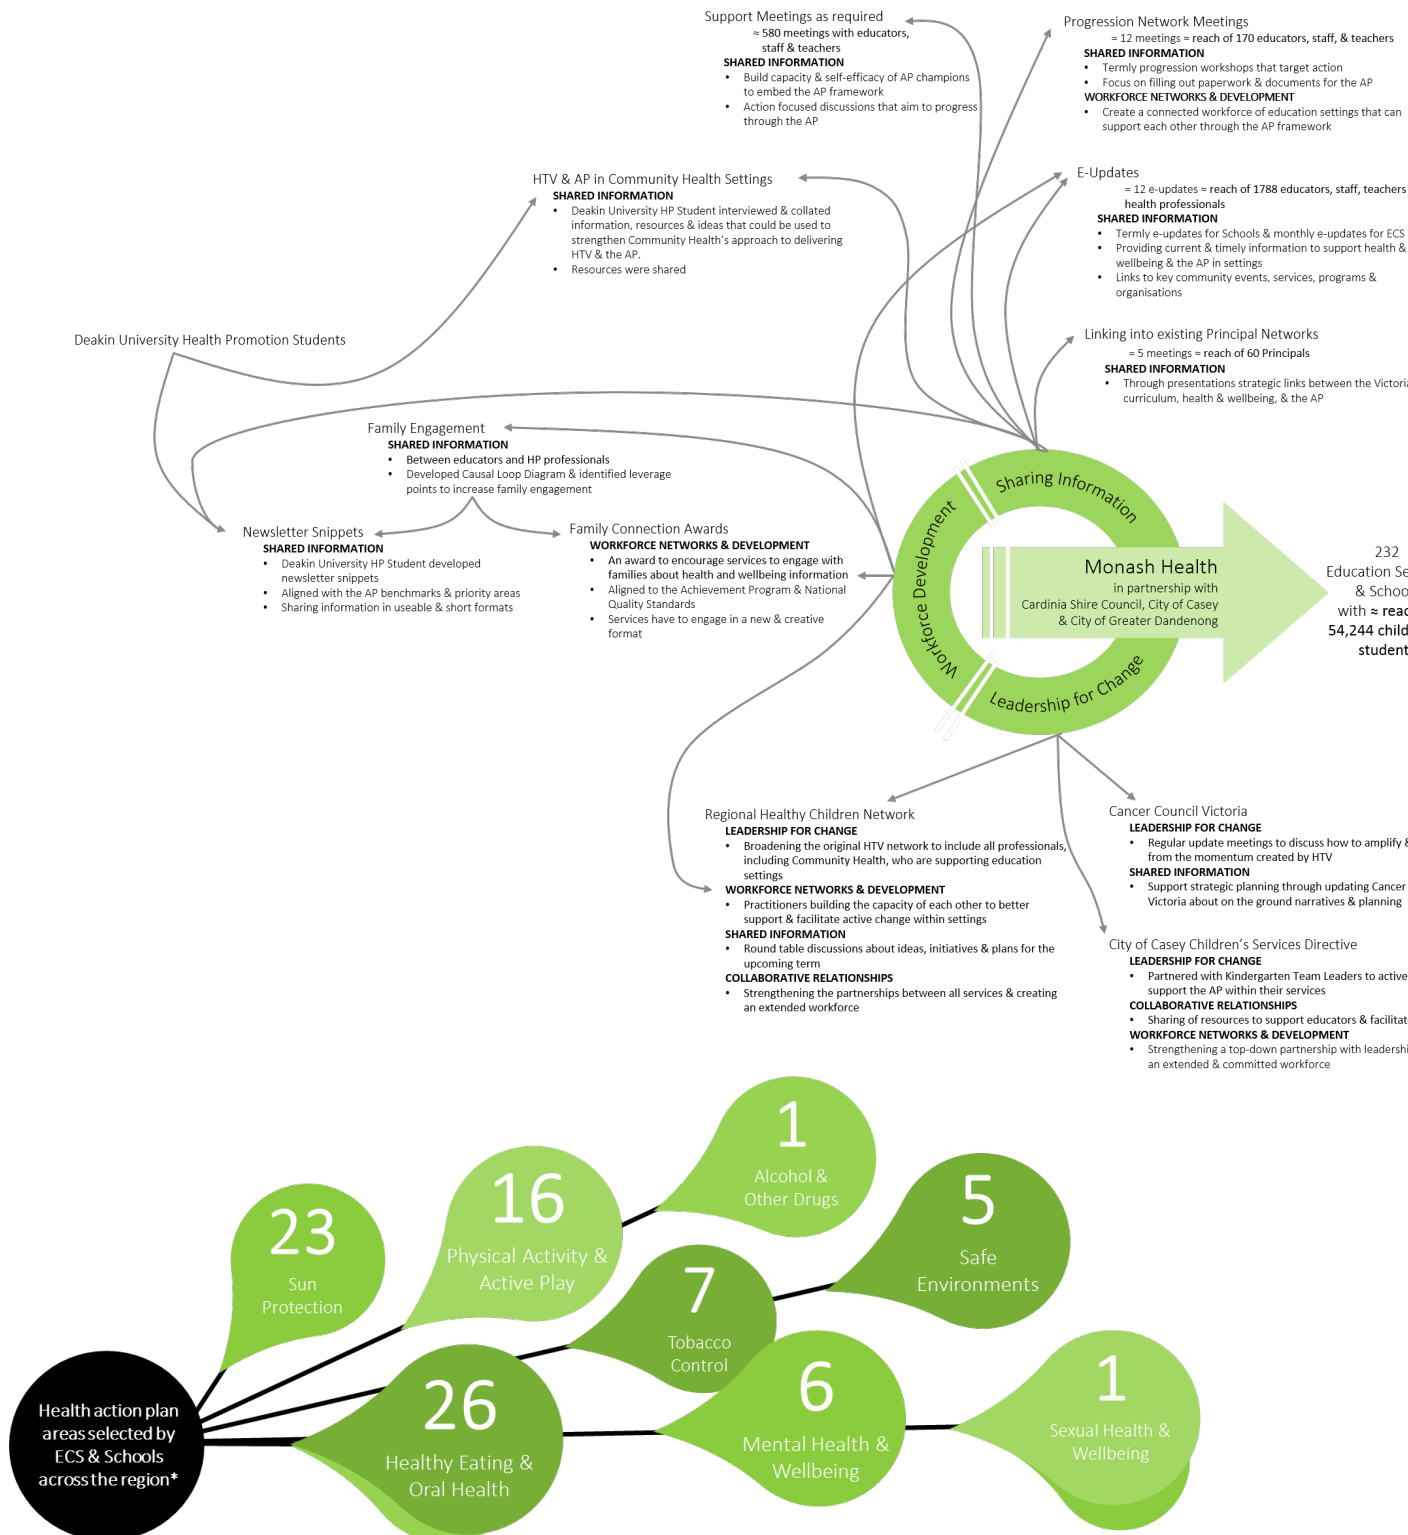 Support Meetings as required
≈ 580 meetings with educators,
staff & teachers
SHARED INFORMATION
• Build capacity & self-efficacy of AP champions
to embed the AP framework
• Action focused discussions that aim to progress
through the AP
Progression Network Meetings
= 12 meetings ≈ reach of 170 educators, staff, & teachers
SHARED INFORMATION
• Termly progression workshops that target action
• Focus on filling out paperwork & documents for the AP
WORKFORCE NETWORKS & DEVELOPMENT
• Create a connected workforce of education settings that can
support each other through the AP framework
HTV & AP in Community Health Settings
SHARED INFORMATION
• Deakin University HP Student interviewed & collated
information, resources & ideas that could be used to
strengthen Community Health's approach to delivering
HTV & the AP.
• Resources were shared
E-Updates
= 12 e-updates ≈ reach of 1788 educators, staff, teachers
health professionals
SHARED INFORMATION
• Termly e-updates for Schools & monthly e-updates for ECS
• Providing current & timely information to support health &
wellbeing & the AP in settings
• Links to key community events, services, programs &
organisations
Deakin University Health Promotion Students
Linking into existing Principal Networks
= 5 meetings ≈ reach of 60 Principals
SHARED INFORMATION
• Through presentations strategic links between the Victoria
curriculum, health & wellbeing, & the AP
Family Engagement
SHARED INFORMATION
• Between educators and HP professionals
• Developed Causal Loop Diagram & identified leverage
points to increase family engagement
Newsletter Snippets
SHARED INFORMATION
• Deakin University HP Student developed
newsletter snippets
• Aligned with the AP benchmarks & priority areas
• Sharing information in useable & short formats
Family Connection Awards
WORKFORCE NETWORKS & DEVELOPMENT
• An award to encourage services to engage with
families about health and wellbeing information
• Aligned to the Achievement Program & National
Quality Standards
• Services have to engage in a new & creative
format
Sharing Information
Workforce Development
Leadership for Change
Monash Health
in partnership with
Cardinia Shire Council, City of Casey
& City of Greater Dandenong
232
Education Se
& Schoo
with ≈ reac
54,244 child
student
Regional Healthy Children Network
LEADERSHIP FOR CHANGE
• Broadening the original HTV network to include all professionals,
including Community Health, who are supporting education
settings
WORKFORCE NETWORKS & DEVELOPMENT
• Practitioners building the capacity of each other to better
support & facilitate active change within settings
SHARED INFORMATION
• Round table discussions about ideas, initiatives & plans for the
upcoming term
COLLABORATIVE RELATIONSHIPS
• Strengthening the partnerships between all services & creating
an extended workforce
Cancer Council Victoria
LEADERSHIP FOR CHANGE
• Regular update meetings to discuss how to amplify &
from the momentum created by HTV
SHARED INFORMATION
• Support strategic planning through updating Cancer
Victoria about on the ground narratives & planning
City of Casey Children's Services Directive
LEADERSHIP FOR CHANGE
• Partnered with Kindergarten Team Leaders to active
support the AP within their services
COLLABORATIVE RELATIONSHIPS
• Sharing of resources to support educators & facilitat
WORKFORCE NETWORKS & DEVELOPMENT
• Strengthening a top-down partnership with leadershi
an extended & committed workforce
1
Alcohol &
Other Drugs
16
Physical Activity &
Active Play
5
Safe
Environments
23
Sun
Protection
7
Tobacco
Control
26
Healthy Eating &
Oral Health
6
Mental Health &
Wellbeing
1
Sexual Health &
Wellbeing
Health action plan
areas selected by
ECS & Schools
across the region*